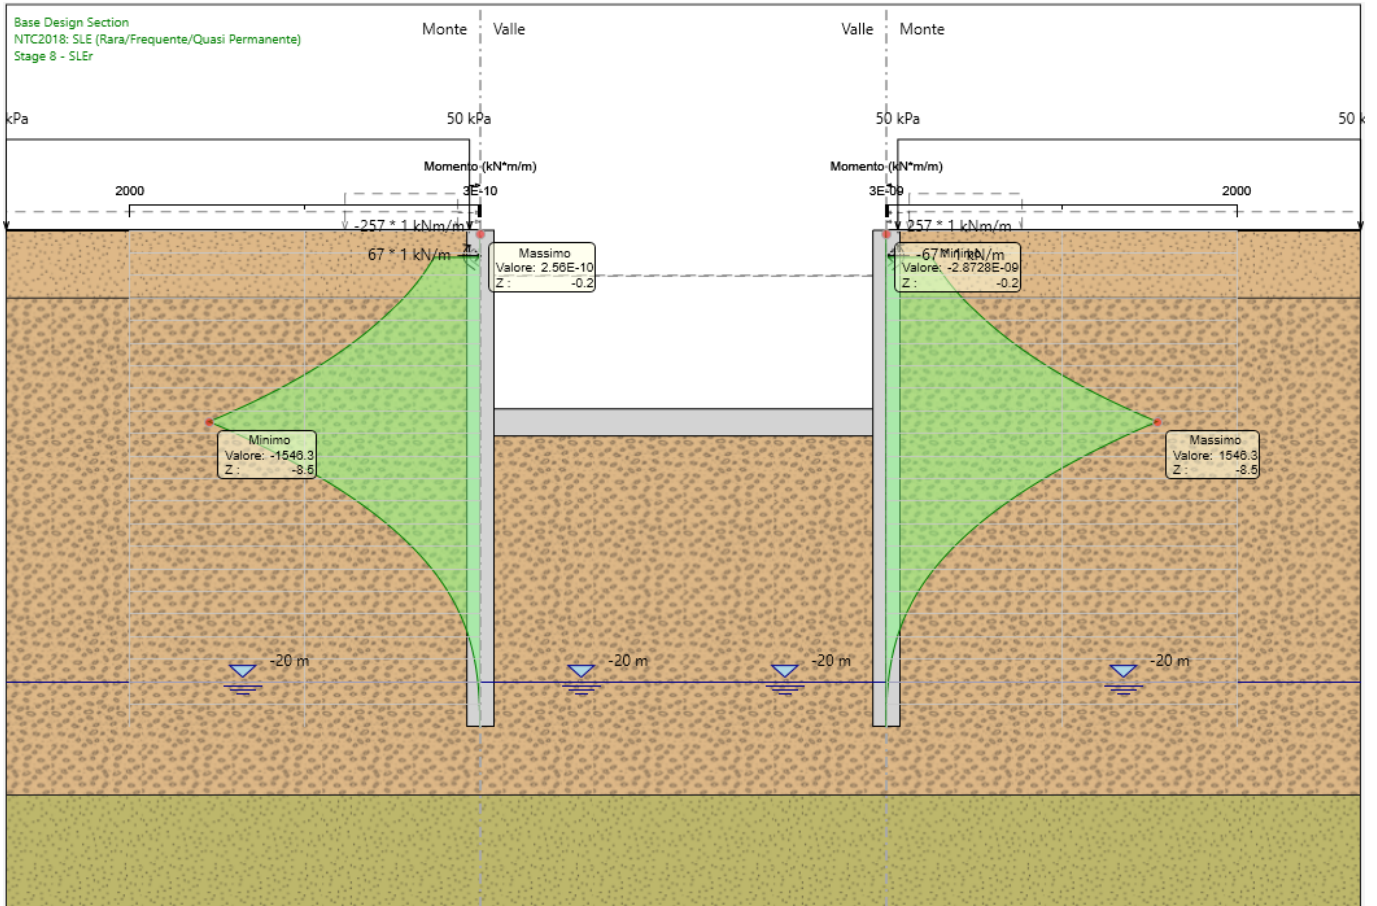 Base Design Section
NTC2018: SLE (Rara/Frequente/Quasi Permanente)
Stage 8 - SLEr
Monte Valle
Valle Monte
kPa
50 kPa
50 kPa
50 k
Momento (kN*m/m)
Momento (kN*m/m)
2000
3E-10
3E-09
2000
-257 * 1 kNm/m
257 * 1 kNm/m
67 * 1 kN/m
-67 * 1 kN/m
Massimo
Valore: 2.56E-10
Z : -0.2
Minimo
Valore: -2.8728E-09
Z : -0.2
Minimo
Valore: -1546.3
Z : -8.5
Massimo
Valore: 1546.3
Z : -8.5
-20 m
-20 m
-20 m
-20 m